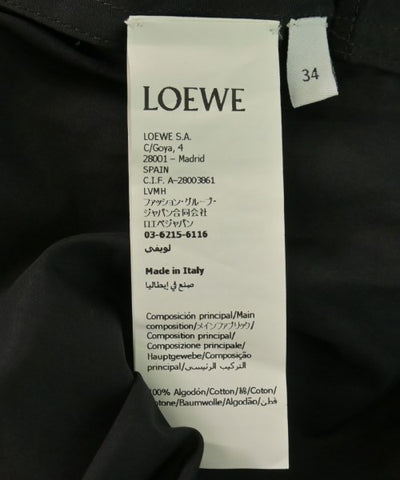 LOEWE
34
LOEWE S.A.
C/Goya, 4
28001 – Madrid
SPAIN
C.I.F. A-28003861
LVMH
ファッション・グループ・
ジャパン合同会社
ロエベジャパン
03-6215-6116
لويفي
Made in Italy
صنع في إيطاليا
Composición principal/Main
composition/メインファブリック/
Composition principal/
Composizione principale/
Hauptgewebe/Composição
principal/التركيب الرئيسي/
100% Algodón/Cotton/綿/Coton/
Cotone/Baumwolle/Algodão/قطن/